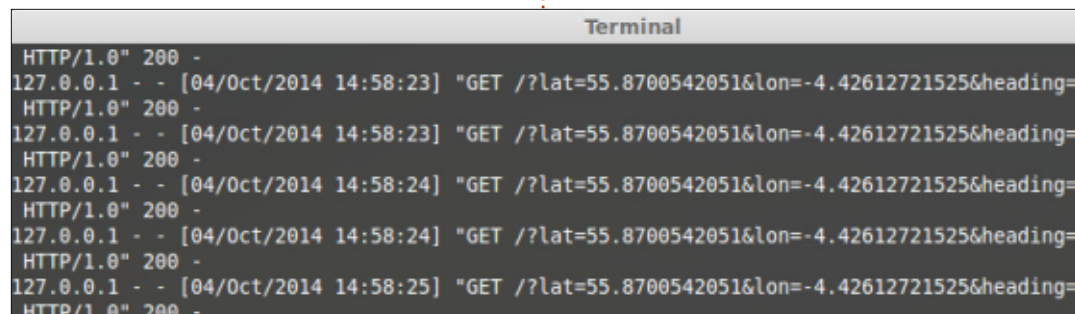 Terminal
HTTP/1.0" 200 -
127.0.0.1 - - [04/Oct/2014 14:58:23] "GET /?lat=55.8700542051&lon=-4.42612721525&heading=
HTTP/1.0" 200 -
127.0.0.1 - - [04/Oct/2014 14:58:23] "GET /?lat=55.8700542051&lon=-4.42612721525&heading=
HTTP/1.0" 200 -
127.0.0.1 - - [04/Oct/2014 14:58:24] "GET /?lat=55.8700542051&lon=-4.42612721525&heading=
HTTP/1.0" 200 -
127.0.0.1 - - [04/Oct/2014 14:58:24] "GET /?lat=55.8700542051&lon=-4.42612721525&heading=
HTTP/1.0" 200 -
127.0.0.1 - - [04/Oct/2014 14:58:25] "GET /?lat=55.8700542051&lon=-4.42612721525&heading=
HTTP/1.0" 200 -